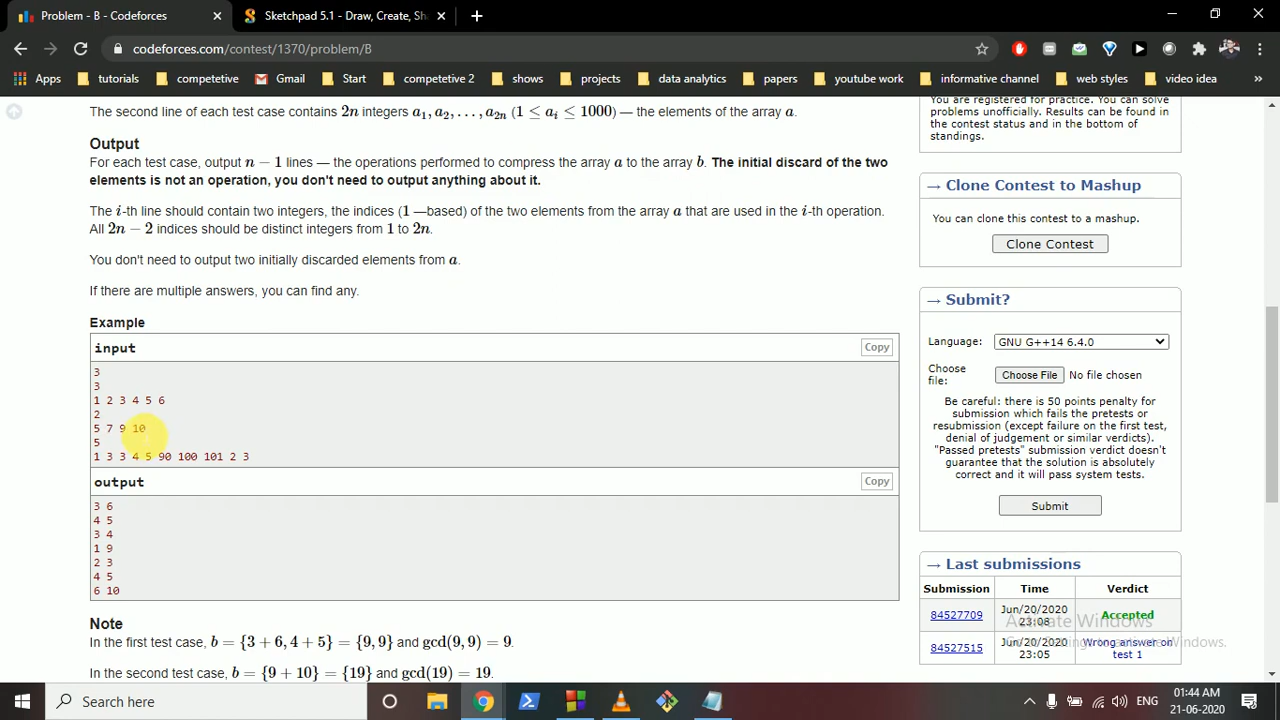 Problem - B - Codeforces
Sketchpad 5.1 - Draw, Create, Sha
codeforces.com/contest/1370/problem/B
Apps tutorials competetive Gmail Start competetive 2 shows projects data analytics papers youtube work informative channel web styles video idea »
The second line of each test case contains 2n integers a1, a2, . . . , a2n (1 ≤ ai ≤ 1000) — the elements of the array a.
Output
For each test case, output n − 1 lines — the operations performed to compress the array a to the array b. The initial discard of the two
elements is not an operation, you don't need to output anything about it.
The i-th line should contain two integers, the indices (1 —based) of the two elements from the array a that are used in the i-th operation.
All 2n − 2 indices should be distinct integers from 1 to 2n.
You don't need to output two initially discarded elements from a.
If there are multiple answers, you can find any.
Example
input
Copy
3
3
1 2 3 4 5 6
2
5 7 9 10
5
1 3 3 4 5 90 100 101 2 3
output
Copy
3 6
4 5
3 4
1 9
2 3
4 5
6 10
Note
In the first test case, b = {3 + 6, 4 + 5} = {9, 9} and gcd(9, 9) = 9.
In the second test case, b = {9 + 10} = {19} and gcd(19) = 19.
You are registered for practice. You can solve
problems unofficially. Results can be found in
the contest status and in the bottom of
standings.
→ Clone Contest to Mashup
You can clone this contest to a mashup.
Clone Contest
→ Submit?
Language: GNU G++14 6.4.0
Choose
file: Choose File No file chosen
Be careful: there is 50 points penalty for
submission which fails the pretests or
resubmission (except failure on the first test,
denial of judgement or similar verdicts).
"Passed pretests" submission verdict doesn't
guarantee that the solution is absolutely
correct and it will pass system tests.
Submit
→ Last submissions
Submission Time Verdict
84527709 Jun/20/2020 23:08 Accepted
84527515 Jun/20/2020 23:05 Wrong answer on test 1
Activate Windows
Go to Settings to activate Windows.
Type here to search
Search here
ENG
01:44 AM
21-06-2020